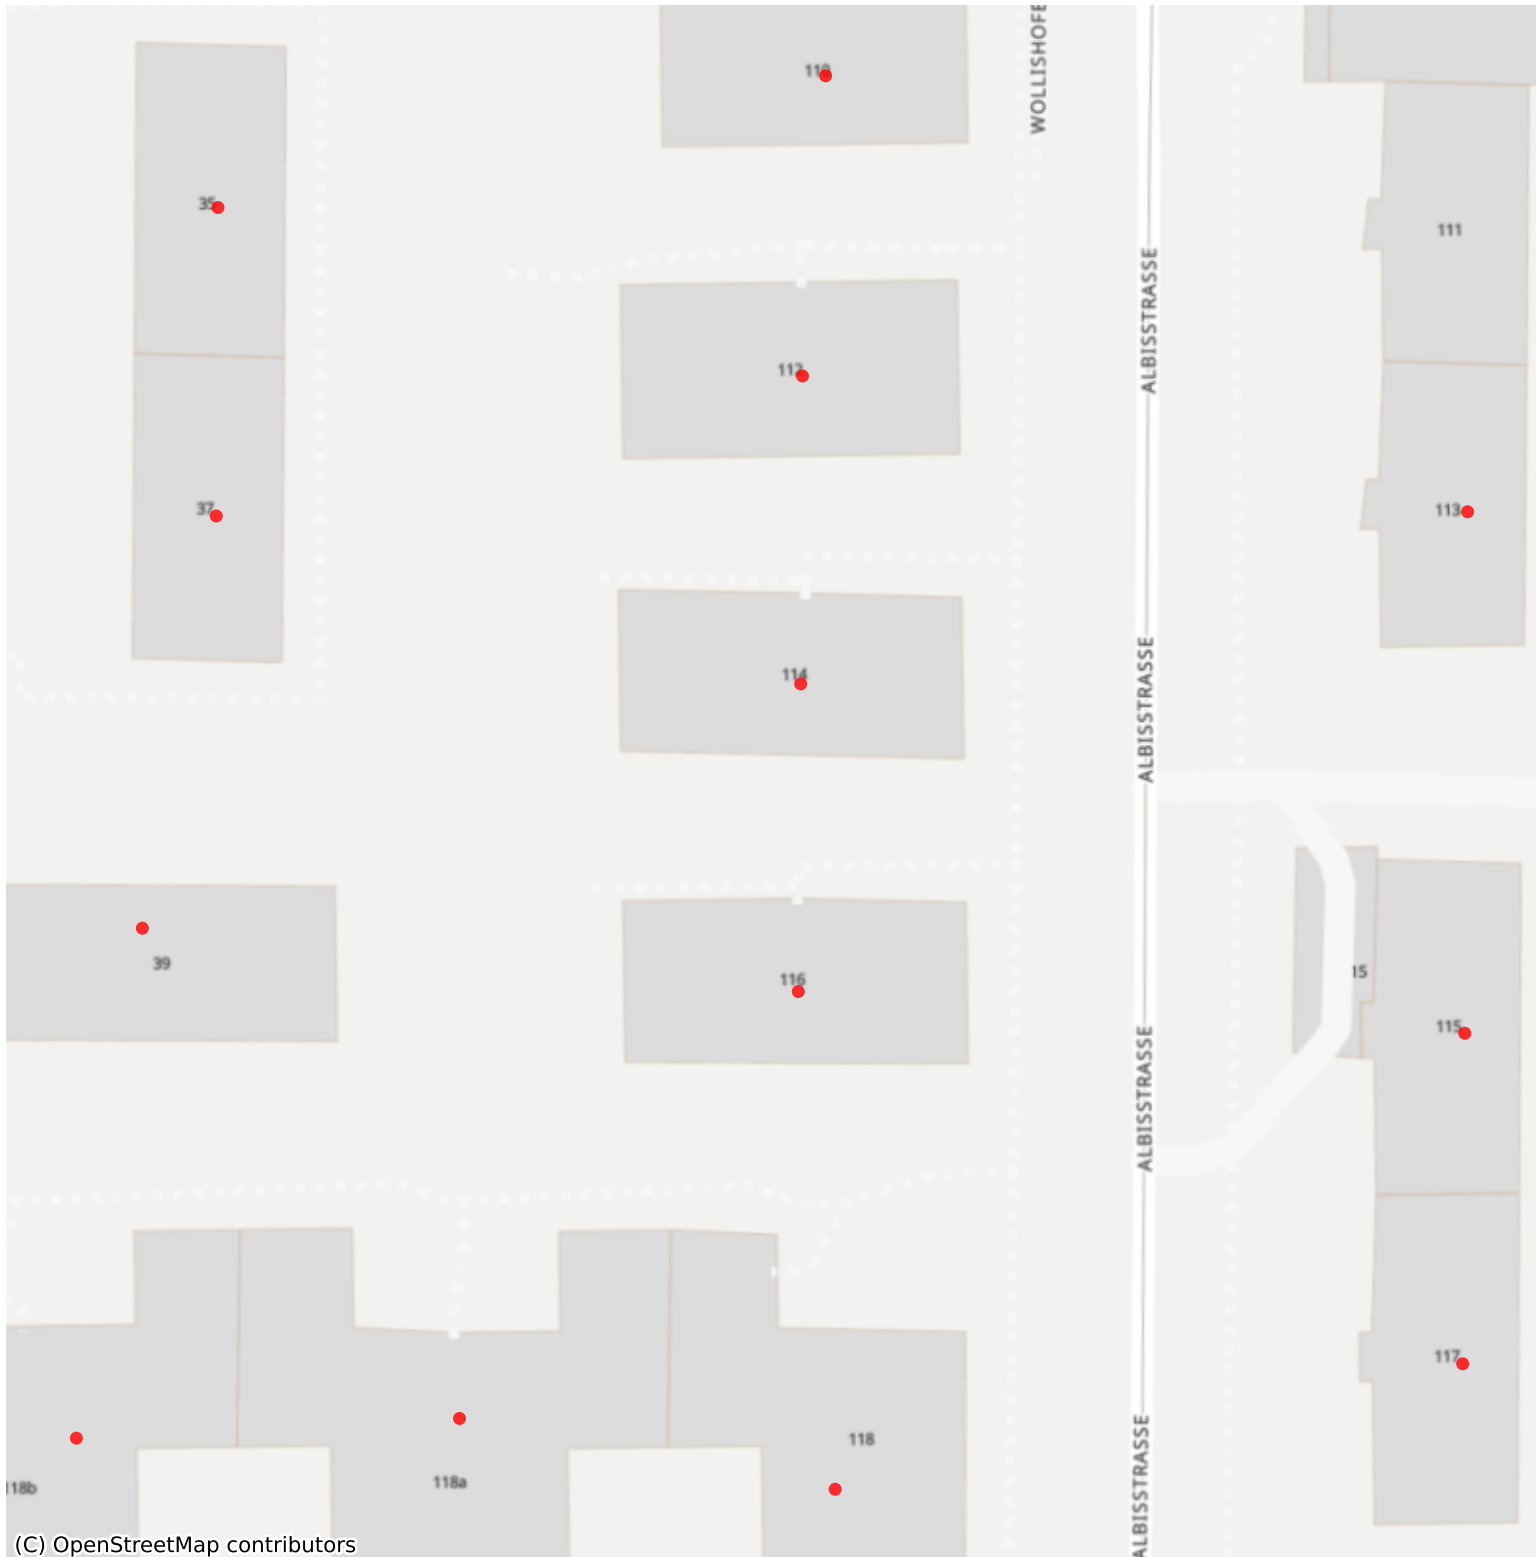 WOLLISHOFE
110
35
111
ALBISSTRASSE
112
37
113
114
ALBISSTRASSE
39
15
116
115
ALBISSTRASSE
117
118
118a
118b
ALBISSTRASSE
(C) OpenStreetMap contributors